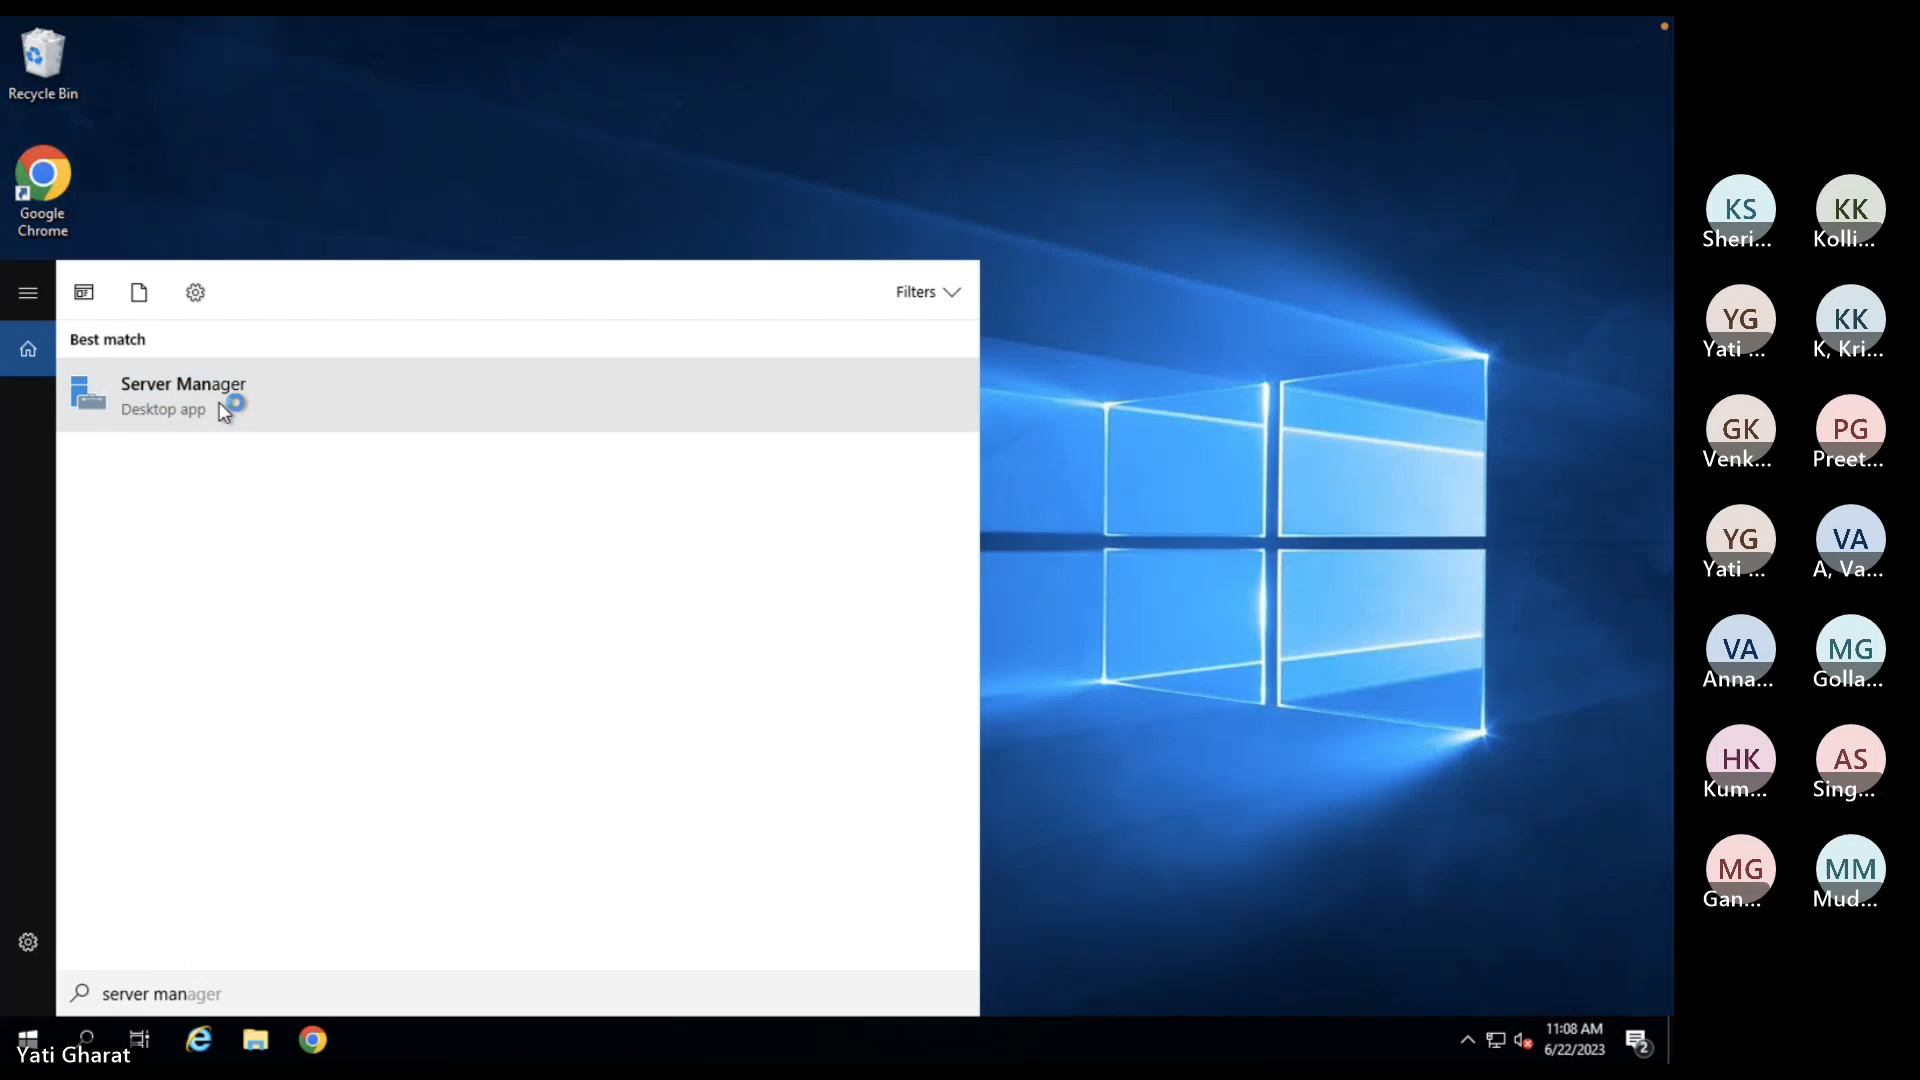 Recycle Bin
Google
Chrome
Filters
Best match
Server Manager
Desktop app
server manager
Yati Gharat
11:08 AM
6/22/2023
2
KS
Sheri...
KK
Kolli...
YG
Yati ...
KK
K, Kri...
GK
Venk...
PG
Preet...
YG
Yati ...
VA
A, Va...
VA
Anna...
MG
Golla...
HK
Kum...
AS
Sing...
MG
Gan...
MM
Mud...